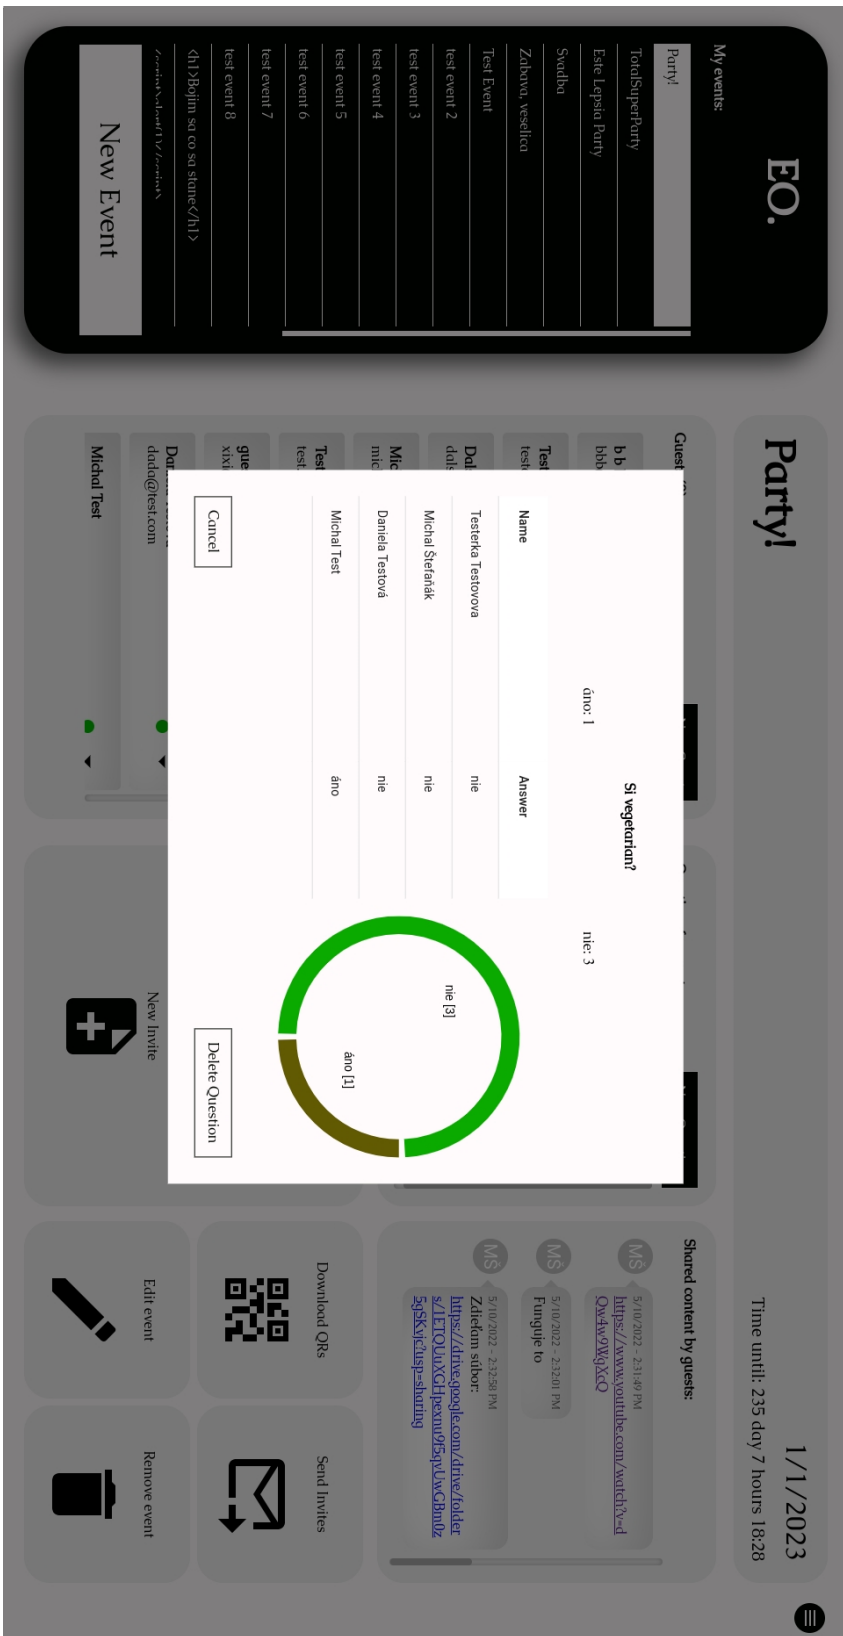 EO.
My events:
Party!
TotalSuperParty
Este Lepsia Party
Svadba
Zabava, veselica
Test Event
test event 2
test event 3
test event 4
test event 5
test event 6
test event 7
test event 8
<h1>Bojim sa co sa stane</h1>
New Event
Party!
1/1/2023
Time until: 235 day 7 hours 18:28
b b
Michal Test
dada@test.com
Si vegetarian?
áno: 1
nie: 3
Name Answer
Testerka Testovova nie
Michal Štefaňák nie
Daniela Testová nie
Michal Test áno
nie [3]
áno [1]
Cancel
Delete Question
New Invite
Shared content by guests:
MŠ
5/10/2022 - 2:31:49 PM
https://www.youtube.com/watch?v=d
Qw4w9WgXcQ
MŠ
5/10/2022 - 2:32:01 PM
Funguje to
MŠ
5/10/2022 - 2:32:58 PM
Zdieľam súbor:
https://drive.google.com/drive/folder
s/1ETQUuXGHpexnu9f5qyUwGBm0z
5gSKvjc?usp=sharing
Download QRs
Send Invites
Edit event
Remove event